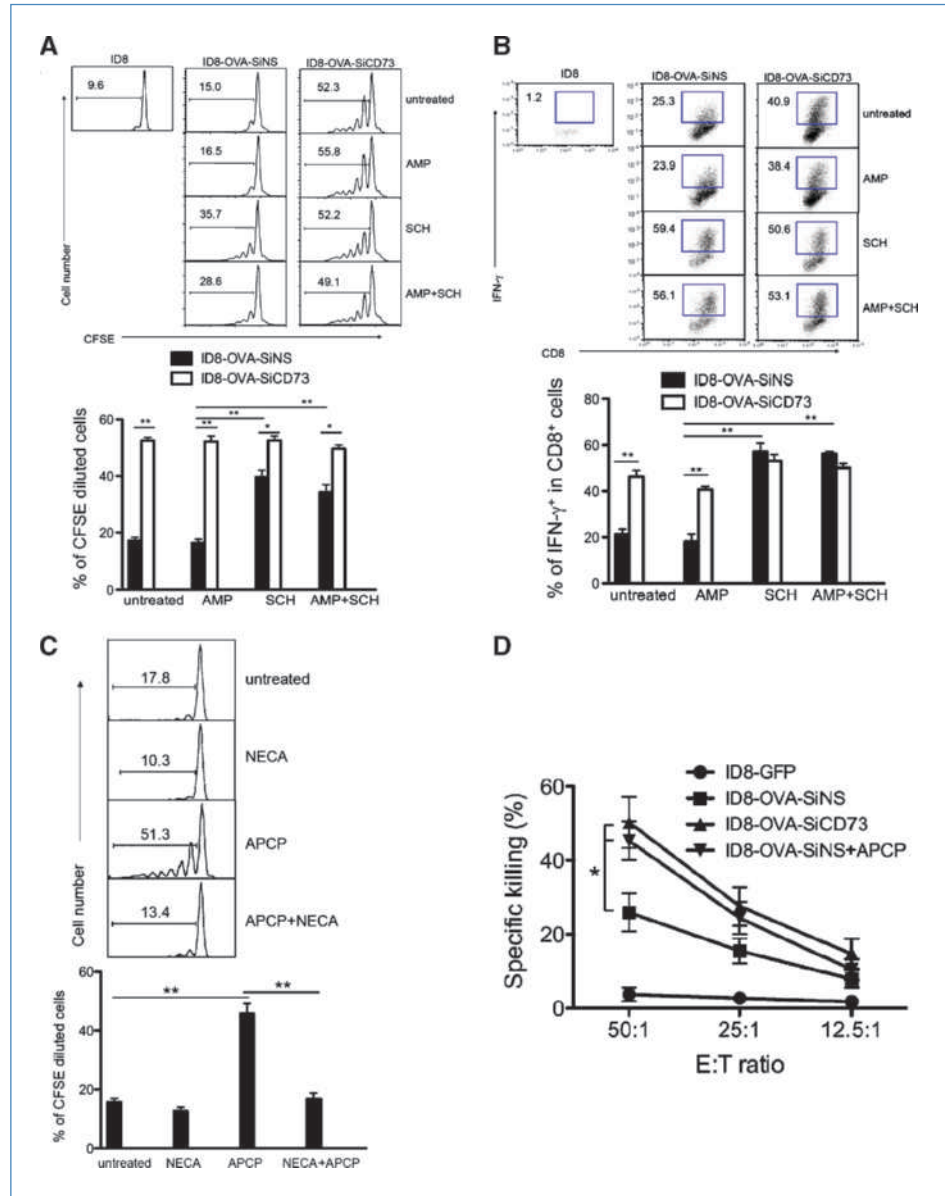 A
ID8
ID8-OVA-SiNS
ID8-OVA-SiCD73
9.6
15.0
52.3
untreated
16.5
55.8
AMP
35.7
52.2
SCH
28.6
49.1
AMP+SCH
Cell number
CFSE
ID8-OVA-SiNS
ID8-OVA-SiCD73
% of CFSE diluted cells
60
40
20
0
**
**
**
**
*
*
untreated
AMP
SCH
AMP+SCH
B
ID8
ID8-OVA-SiNS
ID8-OVA-SiCD73
1.2
25.3
40.9
untreated
23.9
38.4
AMP
59.4
50.6
SCH
56.1
53.1
AMP+SCH
IFN-γ
CD8
ID8-OVA-SiNS
ID8-OVA-SiCD73
% of IFN-γ+ in CD8+ cells
80
60
40
20
0
**
**
**
**
untreated
AMP
SCH
AMP+SCH
C
17.8
untreated
10.3
NECA
51.3
APCP
13.4
APCP+NECA
Cell number
% of CFSE diluted cells
60
40
20
0
**
**
untreated
NECA
APCP
NECA+APCP
D
ID8-GFP
ID8-OVA-SiNS
ID8-OVA-SiCD73
ID8-OVA-SiNS+APCP
Specific killing (%)
60
40
20
0
*
50:1
25:1
12.5:1
E:T ratio